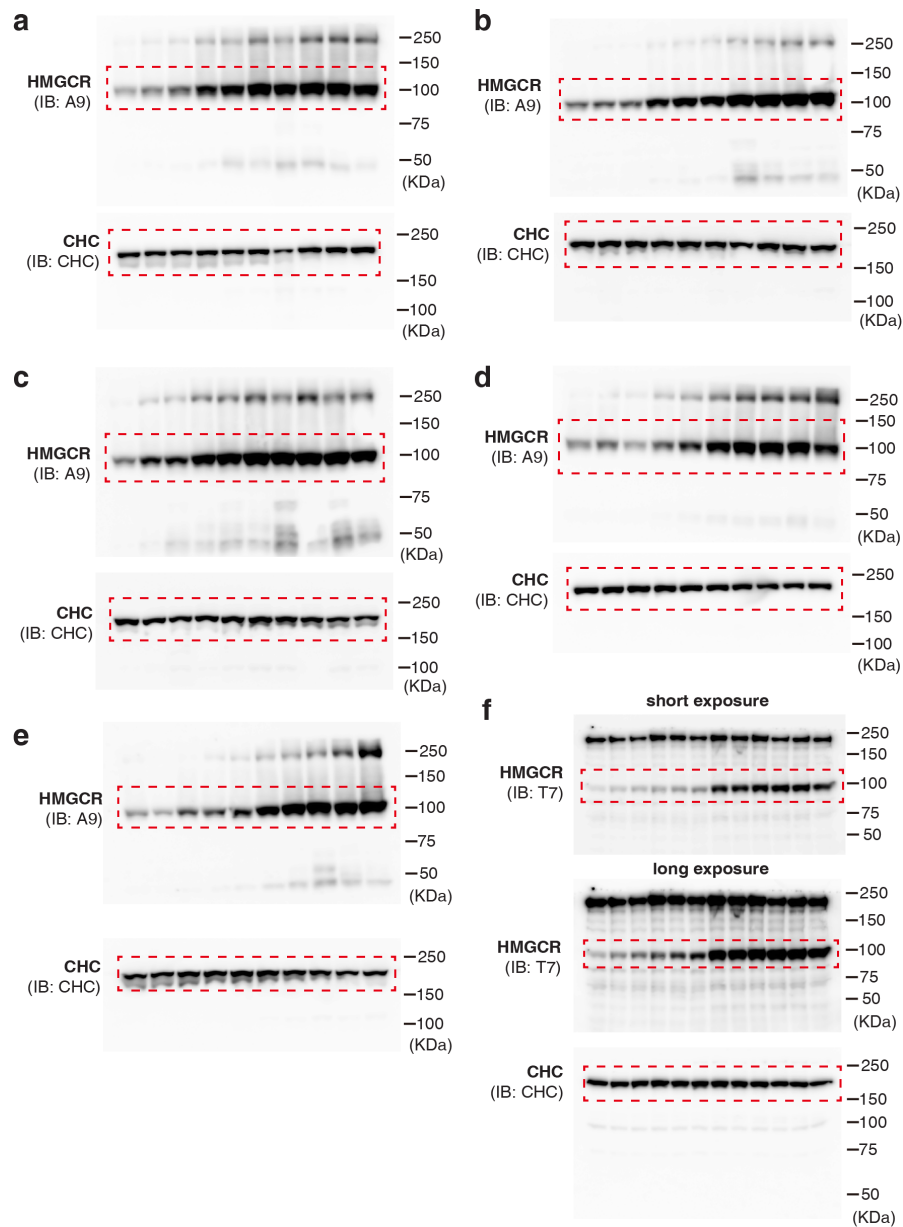 a
HMGCR
(IB: A9)
250
150
100
75
50
(KDa)
CHC
(IB: CHC)
250
150
100
(KDa)
b
HMGCR
(IB: A9)
250
150
100
75
50
(KDa)
CHC
(IB: CHC)
250
150
100
(KDa)
c
HMGCR
(IB: A9)
250
150
100
75
50
(KDa)
CHC
(IB: CHC)
250
150
100
(KDa)
d
HMGCR
(IB: A9)
250
150
100
75
50
(KDa)
CHC
(IB: CHC)
250
150
100
(KDa)
e
HMGCR
(IB: A9)
250
150
100
75
50
(KDa)
CHC
(IB: CHC)
250
150
100
(KDa)
f
short exposure
HMGCR
(IB: T7)
250
150
100
75
50
long exposure
HMGCR
(IB: T7)
250
150
100
75
50
(KDa)
CHC
(IB: CHC)
250
150
100
75
50
(KDa)